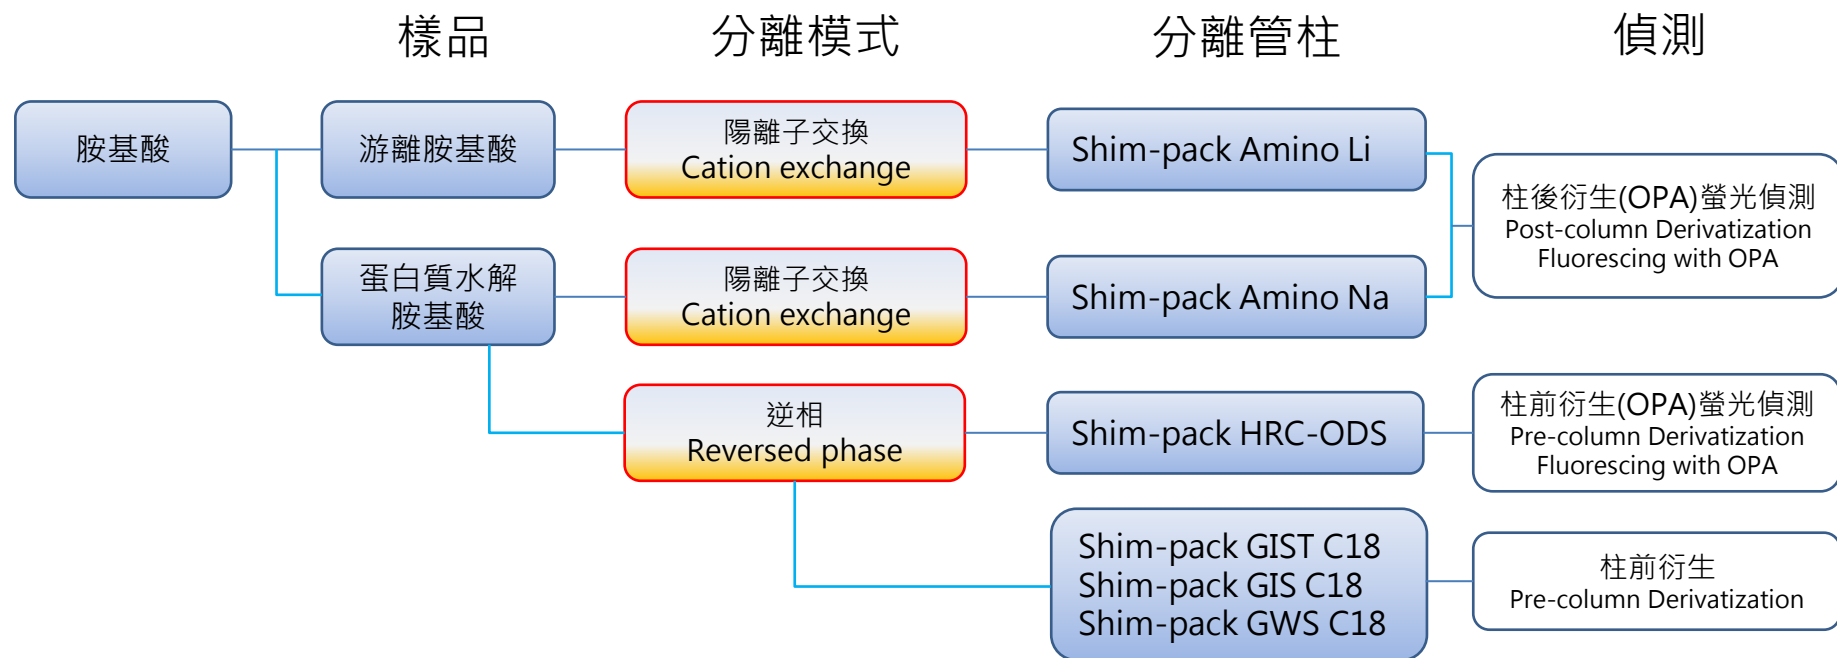 樣品
分離模式
分離管柱
偵測
胺基酸
游離胺基酸
陽離子交換
Cation exchange
Shim-pack Amino Li
柱後衍生(OPA)螢光偵測
Post-column Derivatization
Fluorescing with OPA
蛋白質水解
胺基酸
陽離子交換
Cation exchange
Shim-pack Amino Na
逆相
Reversed phase
Shim-pack HRC-ODS
柱前衍生(OPA)螢光偵測
Pre-column Derivatization
Fluorescing with OPA
Shim-pack GIST C18
Shim-pack GIS C18
Shim-pack GWS C18
柱前衍生
Pre-column Derivatization